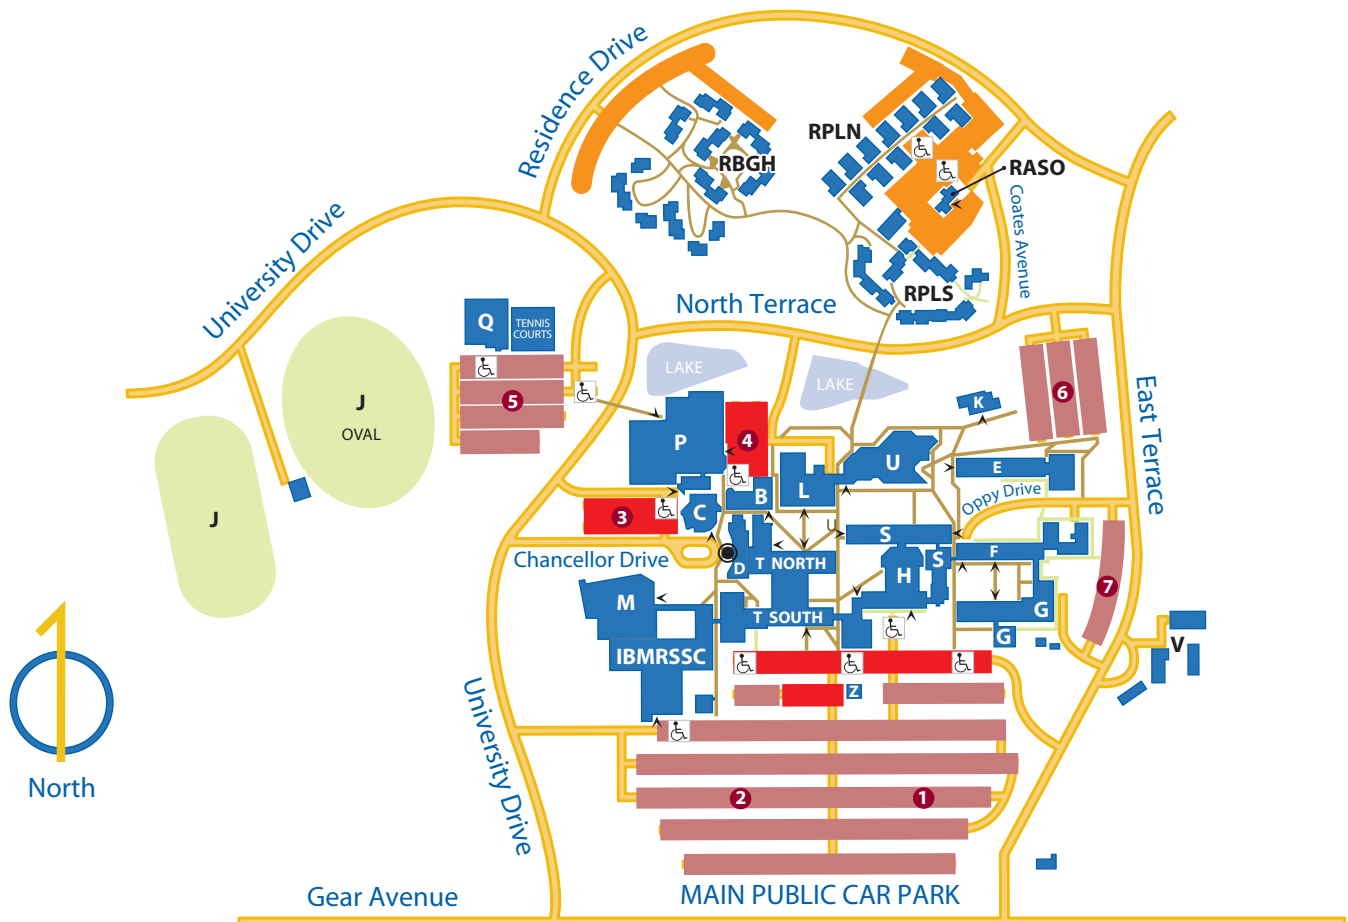 Residence Drive
RPLN
RBGH
RASO
Coates Avenue
University Drive
RPLS
North Terrace
Q
TENNIS
COURTS
LAKE
LAKE
5
6
East Terrace
J
OVAL
K
P
4
U
E
L
B
Oppy Drive
J
3
C
U
S
Chancellor Drive
D
T NORTH
S
F
H
7
M
T SOUTH
G
G
V
IBMRSSC
Z
University Drive
North
2
1
Gear Avenue
MAIN PUBLIC CAR PARK